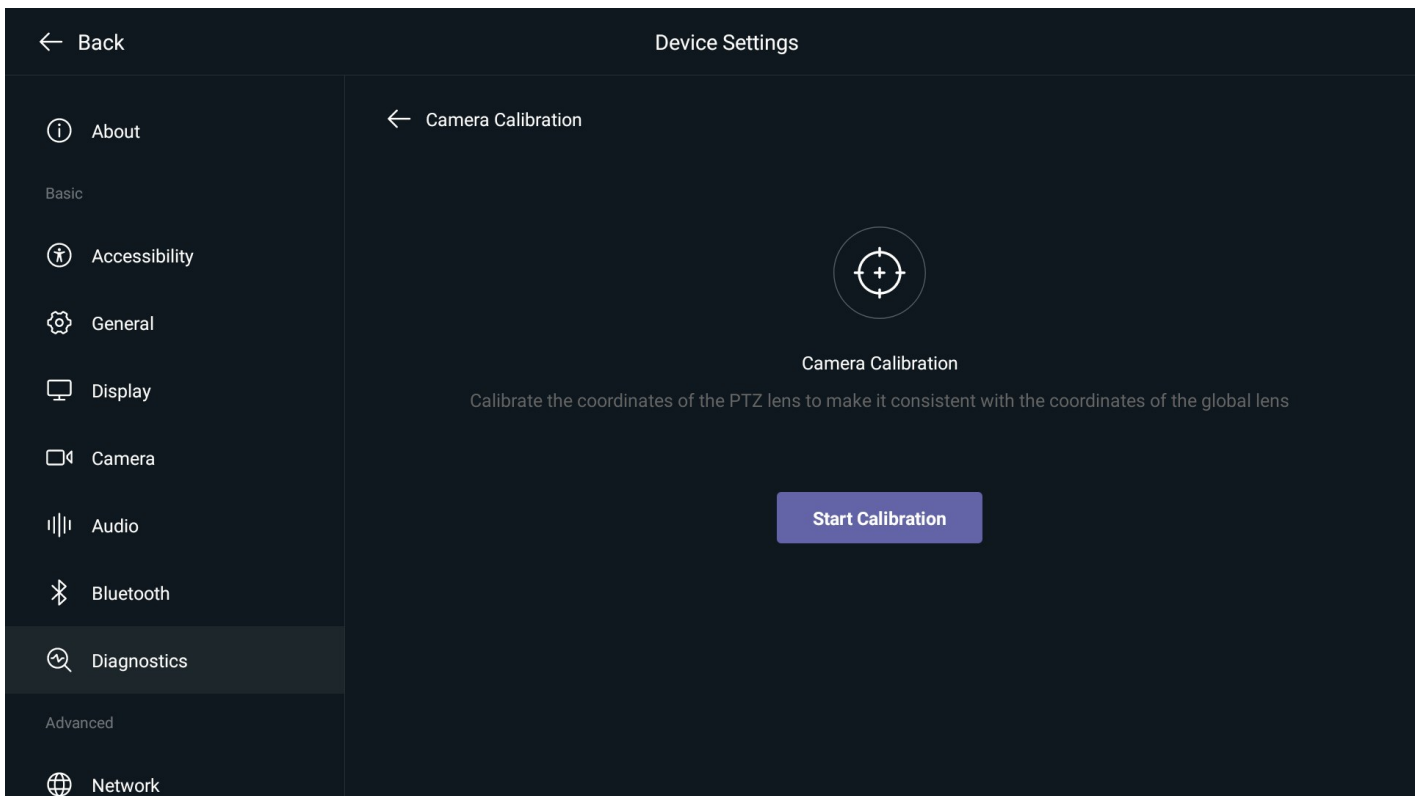 Back
Device Settings
About
Basic
Accessibility
General
Display
Camera
Audio
Bluetooth
Diagnostics
Advanced
Network
Camera Calibration
Camera Calibration
Calibrate the coordinates of the PTZ lens to make it consistent with the coordinates of the global lens
Start Calibration